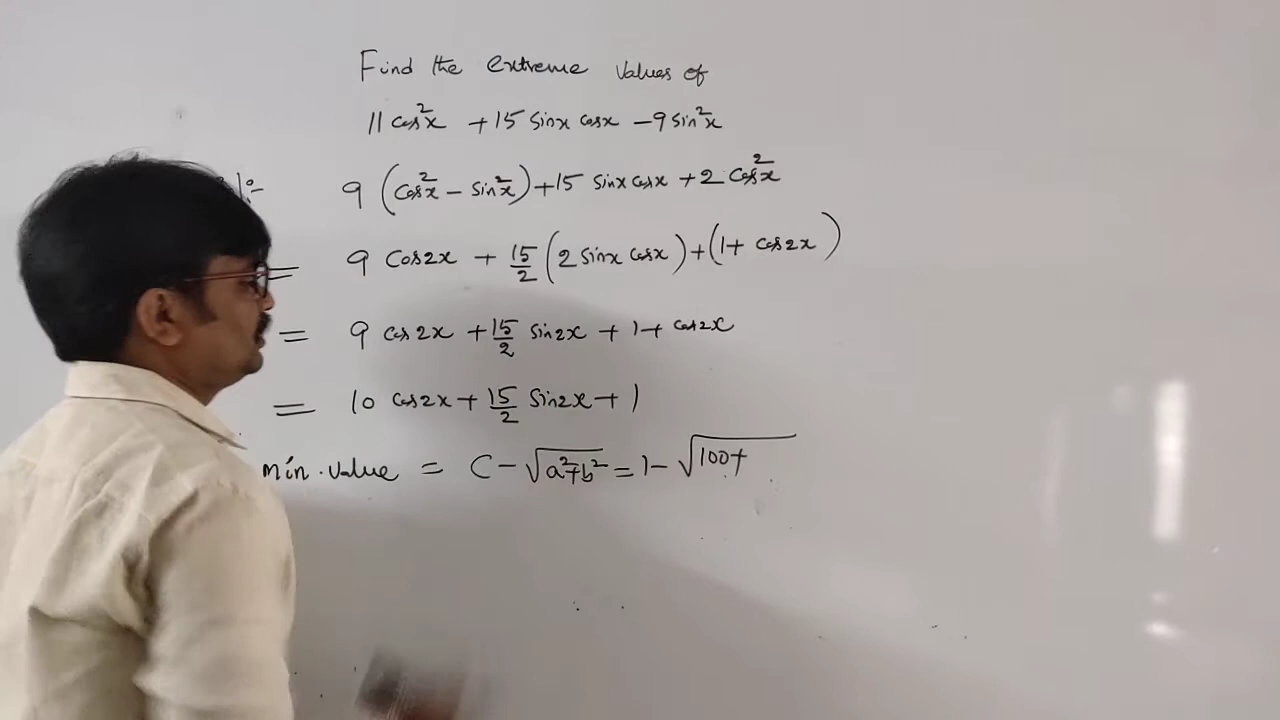 Find the extreme values of
11 cos²x + 15 sinx cosx - 9 sin²x
9 (cos²x - sin²x) + 15 sinx cosx + 2 cos²x
= 9 cos2x + 15/2 (2 sinx cosx) + (1 + cos2x)
= 9 cos2x + 15/2 sin2x + 1 + cos2x
= 10 cos2x + 15/2 sin2x + 1
min. value = C - √(a²+b²) = 1 - √(100+